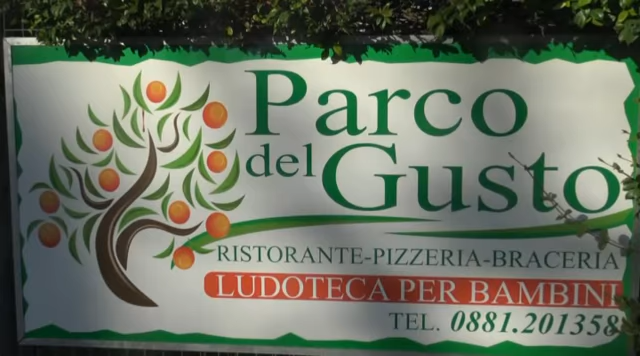 Parco
del Gusto
RISTORANTE-PIZZERIA-BRACERIA
LUDOTECA PER BAMBINI
TEL. 0881.201358